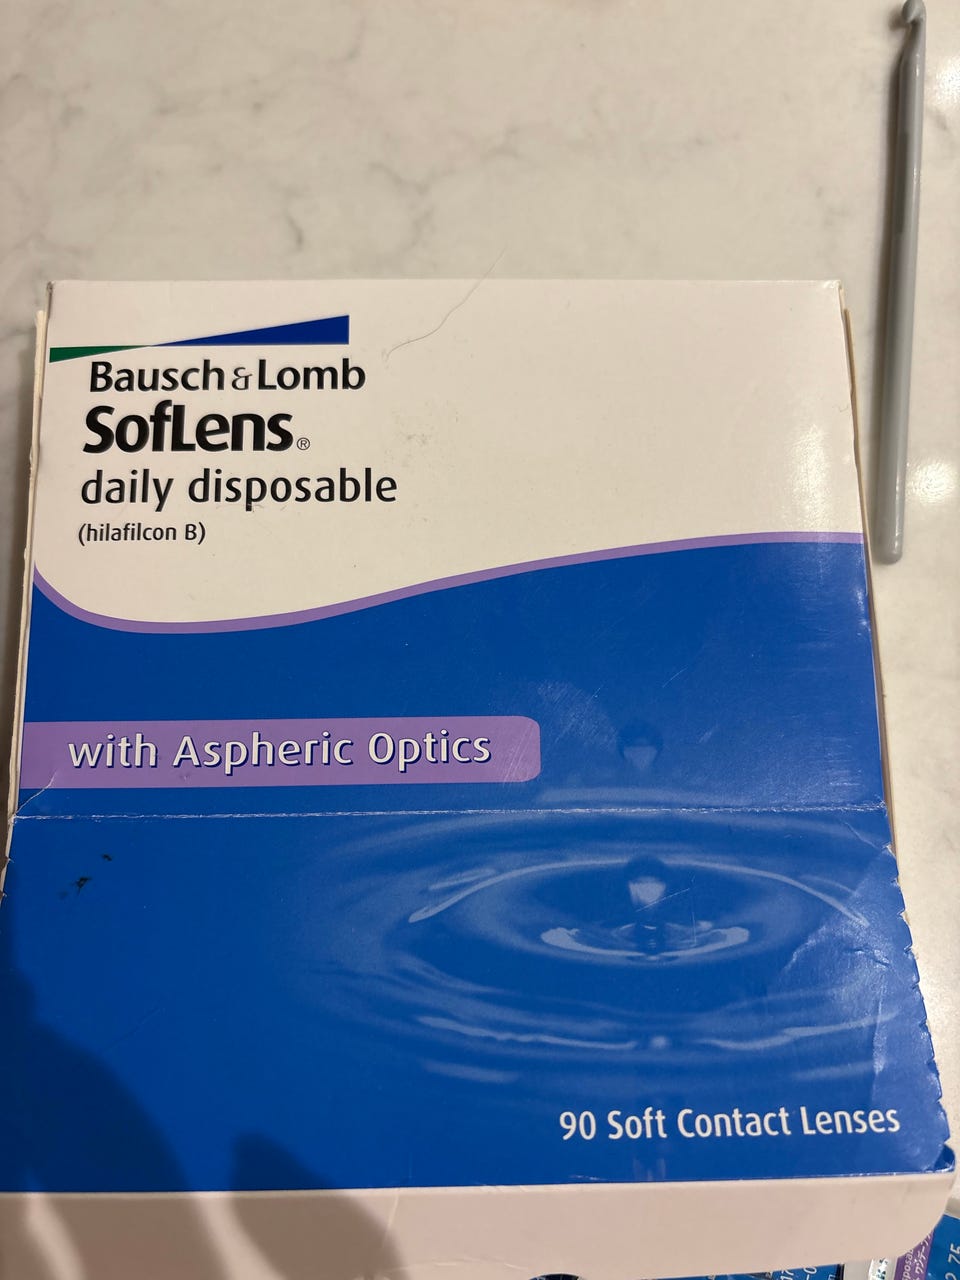 Bausch & Lomb
SofLens®
daily disposable
(hilafilcon B)
with Aspheric Optics
90 Soft Contact Lenses